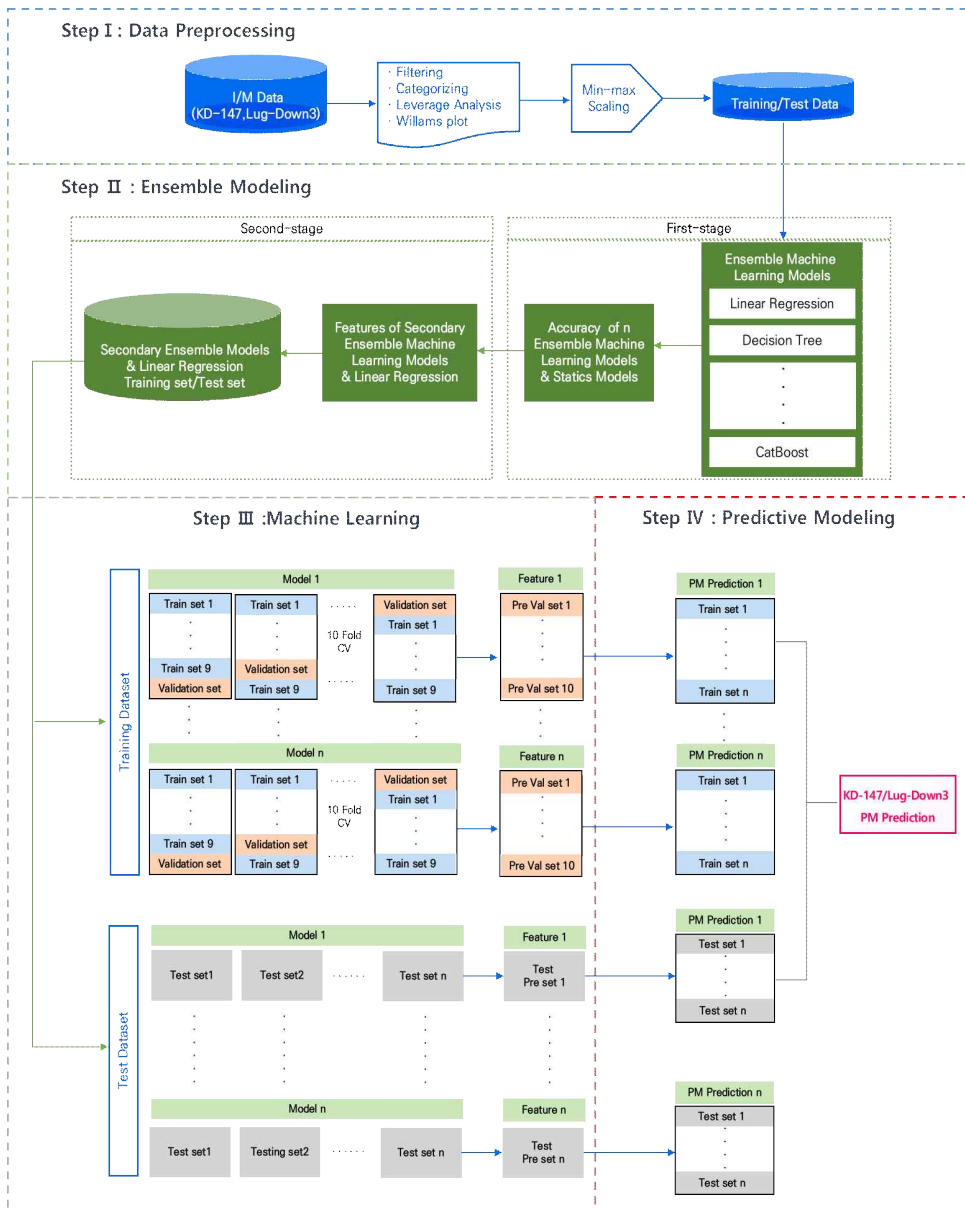 Step Ⅰ : Data Preprocessing
I/M Data
(KD-147,Lug-Down3)
· Filtering
· Categorizing
· Leverage Analysis
· Willams plot
Min-max
Scaling
Training/Test Data
Step Ⅱ : Ensemble Modeling
Second-stage
First-stage
Secondary Ensemble Models
& Linear Regression
Training set/Test set
Features of Secondary
Ensemble Machine
Learning Models
& Linear Regression
Accuracy of n
Ensemble Machine
Learning Models
& Statics Models
Ensemble Machine
Learning Models
Linear Regression
Decision Tree
CatBoost
Step Ⅲ :Machine Learning
Step Ⅳ : Predictive Modeling
Training Dataset
Model 1
Feature 1
PM Prediction 1
Train set 1
Train set 9
Validation set
Train set 1
Validation set
Train set 9
10 Fold
CV
Validation set
Train set 1
Train set 9
Pre Val set 1
Pre Val set 10
Train set 1
Train set n
Model n
Feature n
PM Prediction n
Train set 1
Train set 9
Validation set
Train set 1
Validation set
Train set 9
10 Fold
CV
Validation set
Train set 1
Train set 9
Pre Val set 1
Pre Val set 10
Train set 1
Train set n
KD-147/Lug-Down3
PM Prediction
Test Dataset
Model 1
Feature 1
PM Prediction 1
Test set1
Test set2
· · · · · ·
Test set n
Test
Pre set 1
Test set 1
Test set n
Model n
Feature n
PM Prediction n
Test set1
Testing set2
· · · · · ·
Test set n
Test
Pre set n
Test set 1
Test set n